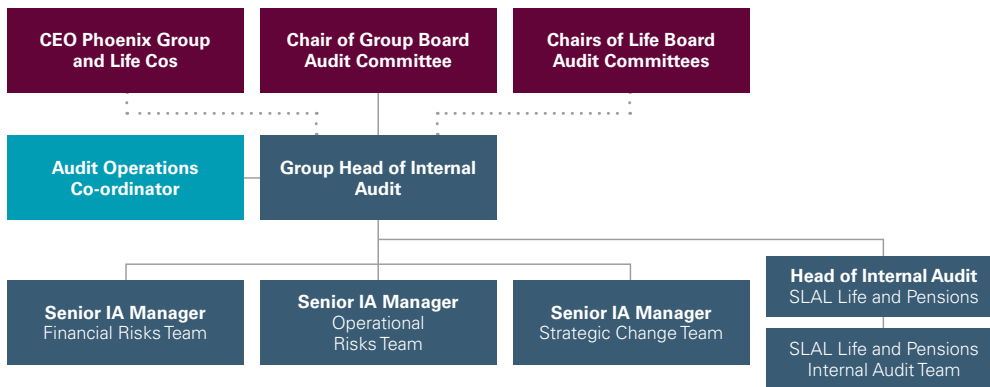 CEO Phoenix Group
and Life Cos
Chair of Group Board
Audit Committee
Chairs of Life Board
Audit Committees
Audit Operations
Co-ordinator
Group Head of Internal
Audit
Senior IA Manager
Financial Risks Team
Senior IA Manager
Operational
Risks Team
Senior IA Manager
Strategic Change Team
Head of Internal Audit
SLAL Life and Pensions
SLAL Life and Pensions
Internal Audit Team